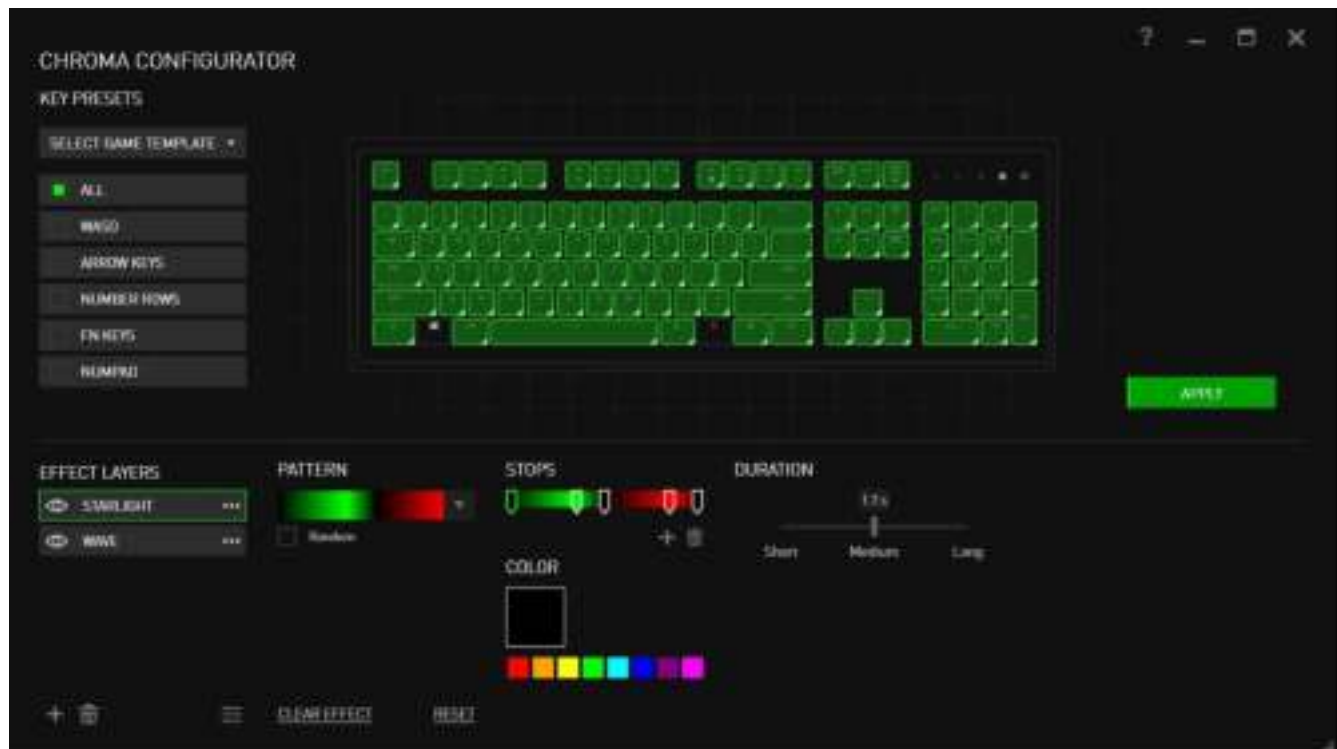 ?
CHROMA CONFIGURATOR
KEY PRESETS
SELECT GAME TEMPLATE
ALL
WASD
ARROW KEYS
NUMBER ROWS
FN KEYS
NUMPAD
APPLY
EFFECT LAYERS
PATTERN
STOPS
DURATION
STARLIGHT
WAVE
Random
Short
Medium
Long
COLOR
CLEAR EFFECT
RESET